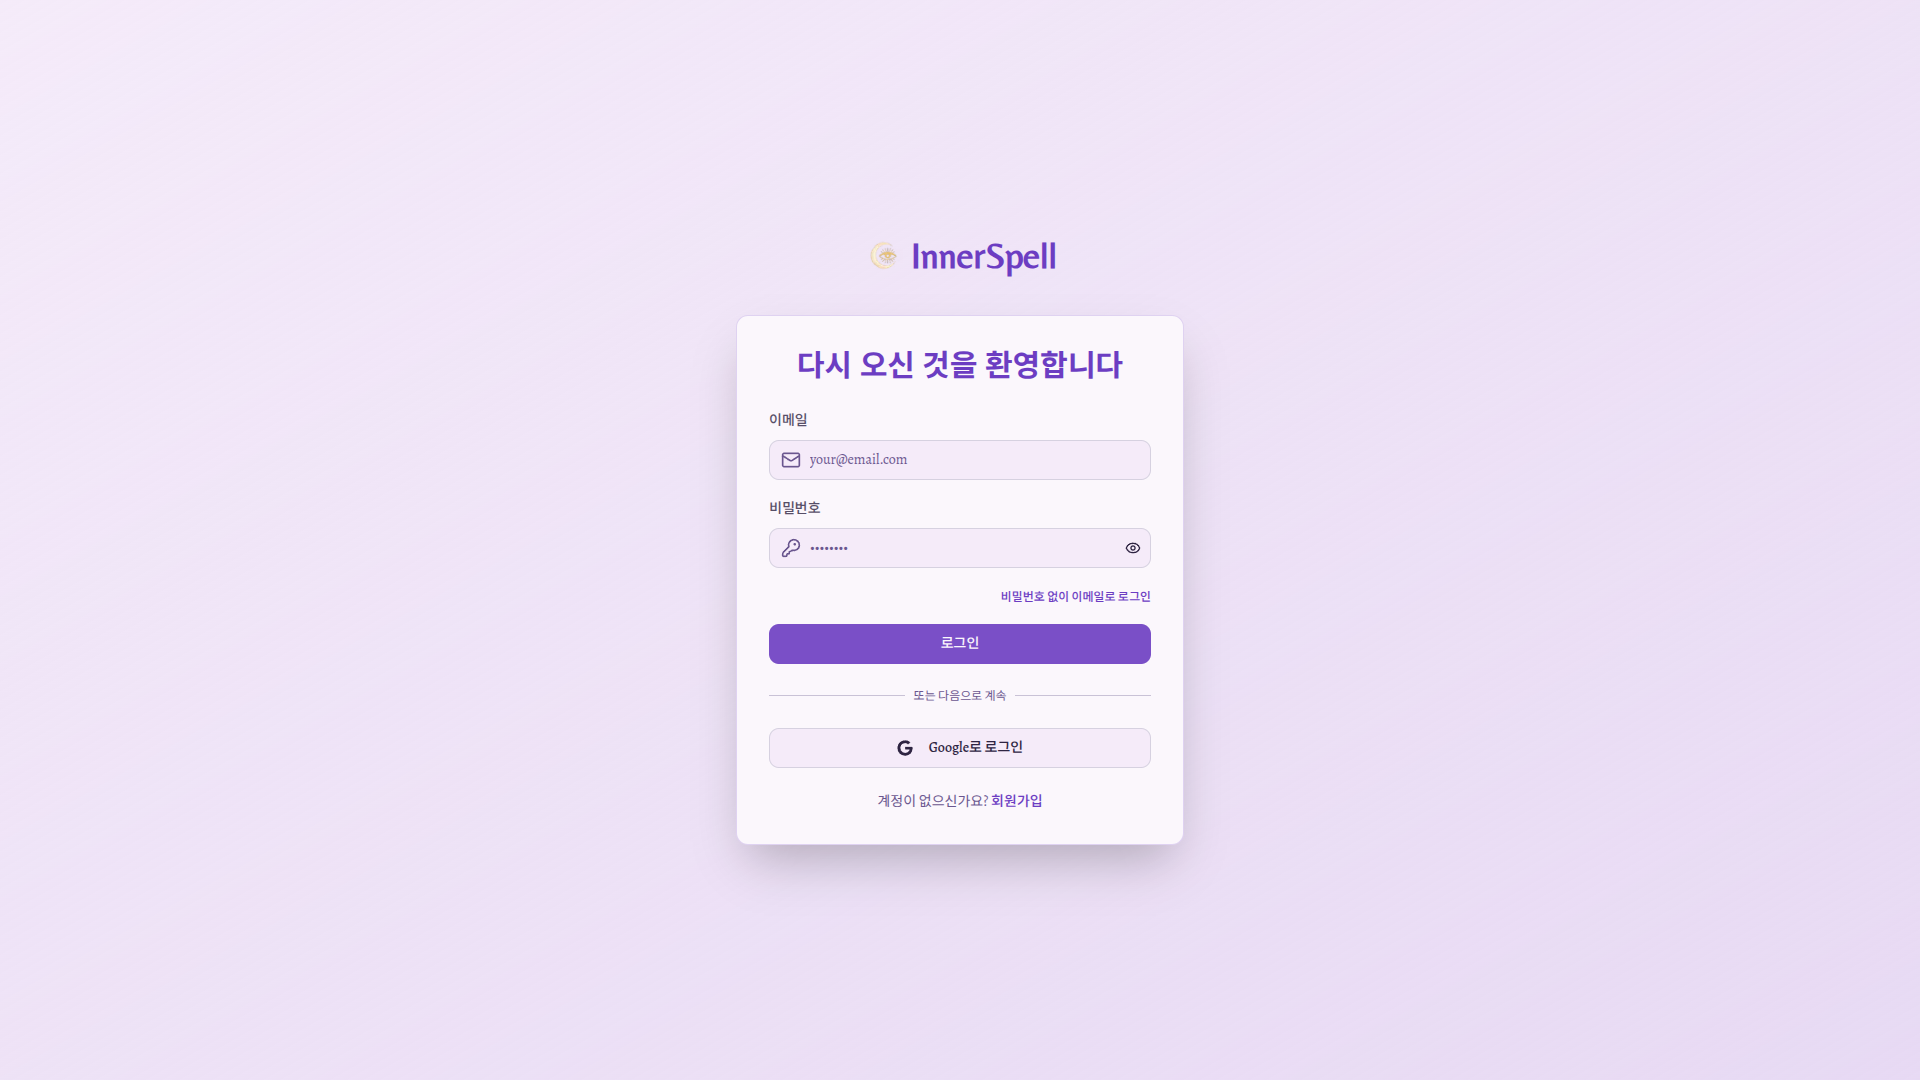 InnerSpell
다시 오신 것을 환영합니다
이메일
your@email.com
비밀번호
••••••••
비밀번호 없이 이메일로 로그인
로그인
또는 다음으로 계속
Google로 로그인
계정이 없으신가요? 회원가입